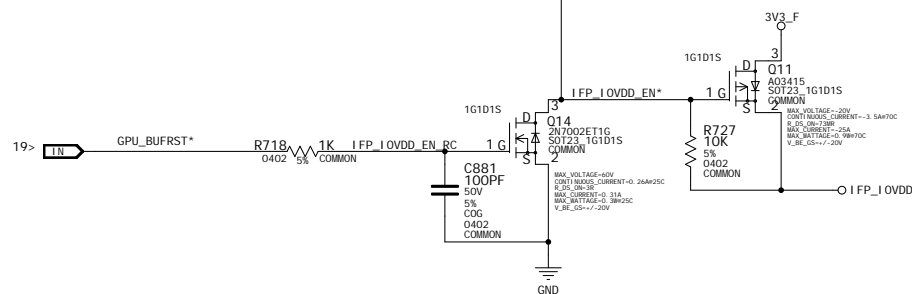 3V3_F
1G1D1S
3
D
Q11
AO3415
SOT23_1G1D1S
COMMON
1 G
S
2
MAX_VOLTAGE=-20V
CONTINUOUS_CURRENT=-3.5A@70C
R_DS_ON=73MR
MAX_CURRENT=-25A
MAX_WATTAGE=0.9W@70C
V_BE_GS=+/-20V
IFP_IOVDD_EN*
1G1D1S
3
D
Q14
2N7002ET1G
SOT23_1G1D1S
COMMON
1 G
S
2
MAX_VOLTAGE=60V
CONTINUOUS_CURRENT=0.26A@25C
R_DS_ON=3R
MAX_CURRENT=0.31A
MAX_WATTAGE=0.3W@25C
V_BE_GS=+/-20V
R727
10K
5%
0402
COMMON
19>
IN
GPU_BUFRST*
R718
1K
0402
5%
COMMON
IFP_IOVDD_EN_RC
C881
100PF
50V
5%
COG
0402
COMMON
IFP_IOVDD
GND